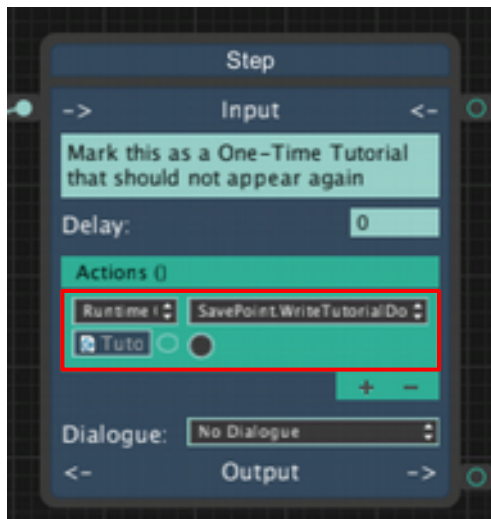 Step
-> Input <-
Mark this as a One-Time Tutorial
that should not appear again
Delay: 0
Actions ()
Runtime ( SavePoint.WriteTutorialDo
Tuto
+ -
Dialogue: No Dialogue
<- Output ->